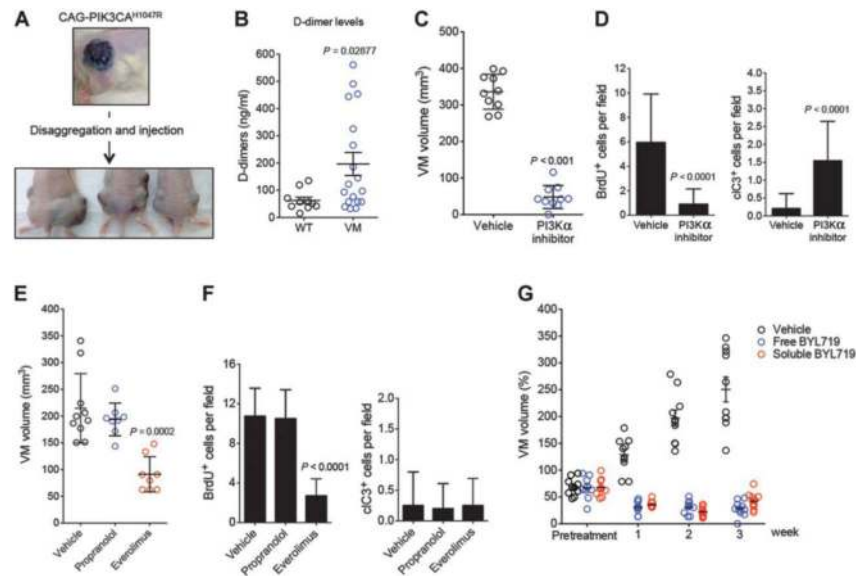 A
CAG-PIK3CA^H1047R
Disaggregation and injection
B
D-dimer levels
P = 0.02877
D-dimers (ng/ml)
600
500
400
300
200
100
0
WT
VM
C
VM volume (mm³)
500
400
300
200
100
0
P < 0.001
Vehicle
PI3Kα inhibitor
D
BrdU⁺ cells per field
12
10
8
6
4
2
0
P < 0.0001
Vehicle
PI3Kα inhibitor
clC3⁺ cells per field
4.0
3.5
3.0
2.5
2.0
1.5
1.0
0.5
0
P < 0.0001
Vehicle
PI3Kα inhibitor
E
VM volume (mm³)
400
350
300
250
200
150
100
50
0
P = 0.0002
Vehicle
Propranolol
Everolimus
F
BrdU⁺ cells per field
16
12
8
4
0
P < 0.0001
Vehicle
Propranolol
Everolimus
clC3⁺ cells per field
2.0
1.5
1.0
0.5
0.0
Vehicle
Propranolol
Everolimus
G
VM volume (%)
400
350
300
250
200
150
100
50
0
Vehicle
Free BYL719
Soluble BYL719
Pretreatment
1
2
3
week